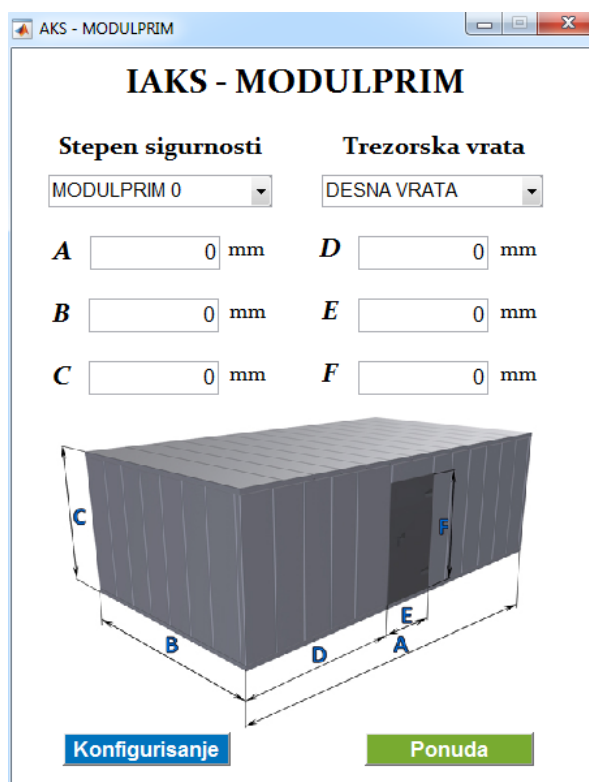 AKS - MODULPRIM
IAKS - MODULPRIM
Stepen sigurnosti Trezorska vrata
MODULPRIM 0 DESNA VRATA
A 0 mm D 0 mm
B 0 mm E 0 mm
C 0 mm F 0 mm
C F
E
B D A
Konfigurisanje Ponuda